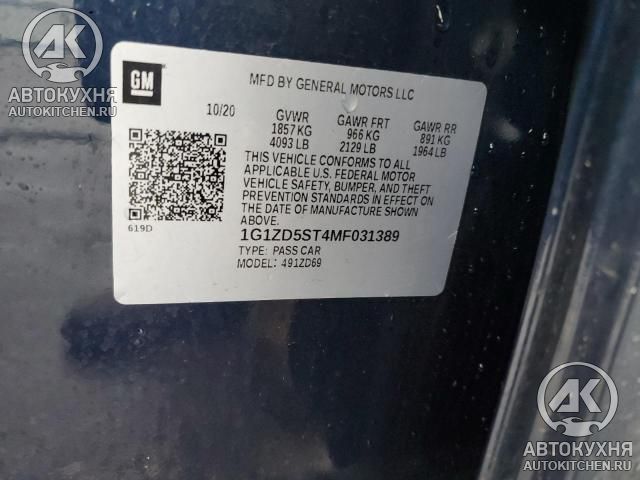 AK
АВТОКУХНЯ
AUTOKITCHEN.RU
GM
MFD BY GENERAL MOTORS LLC
10/20 GVWR GAWR FRT GAWR RR
1857 KG 966 KG 891 KG
4093 LB 2129 LB 1964 LB
THIS VEHICLE CONFORMS TO ALL
APPLICABLE U.S. FEDERAL MOTOR
VEHICLE SAFETY, BUMPER, AND THEFT
PREVENTION STANDARDS IN EFFECT ON
THE DATE OF MANUFACTURE SHOWN
ABOVE.
619D
1G1ZD5ST4MF031389
TYPE: PASS CAR
MODEL: 491ZD69
AK
АВТОКУХНЯ
AUTOKITCHEN.RU